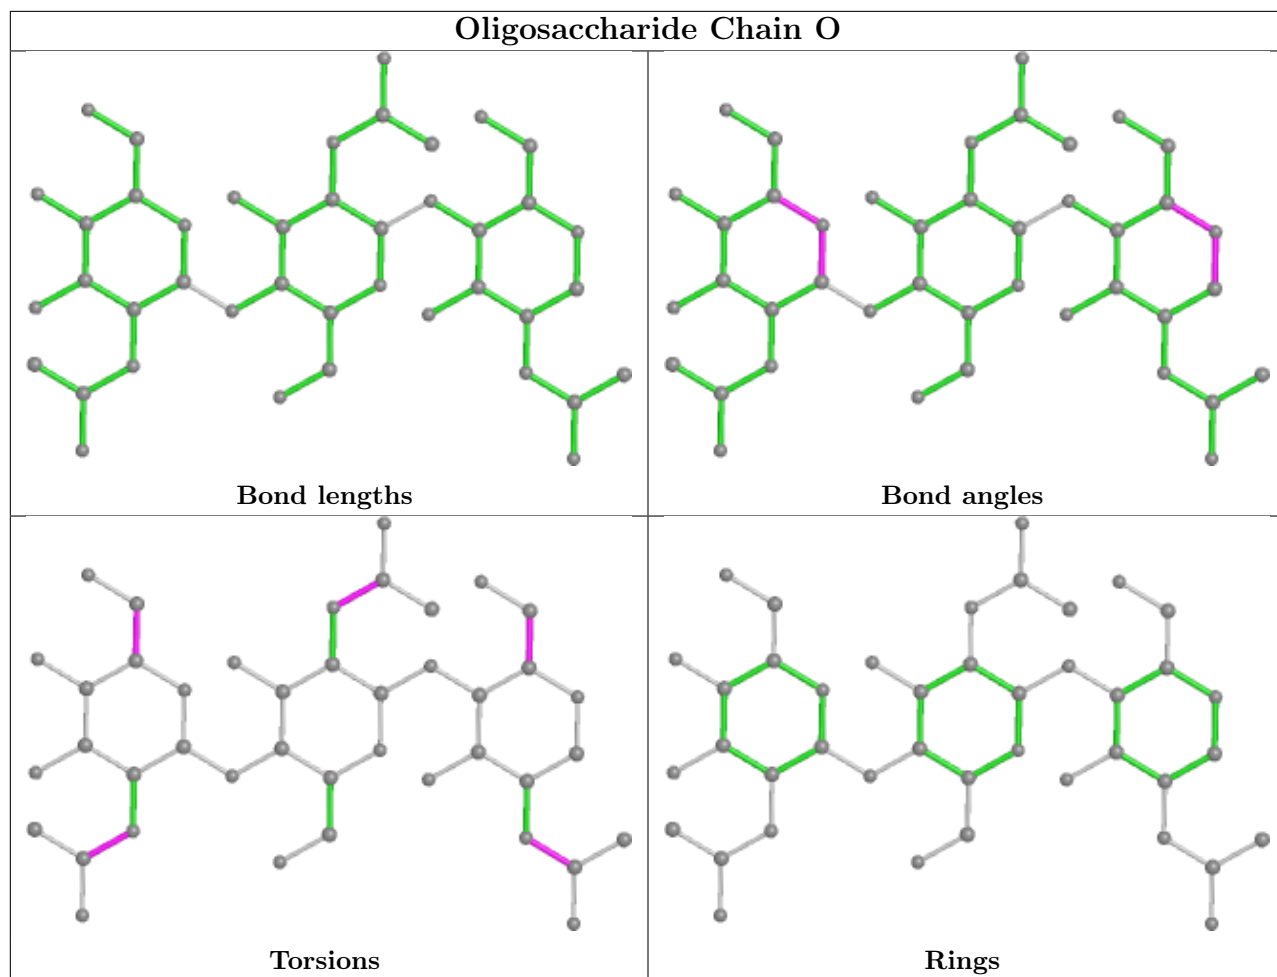 Oligosaccharide Chain O
Bond lengths
Bond angles
Torsions
Rings